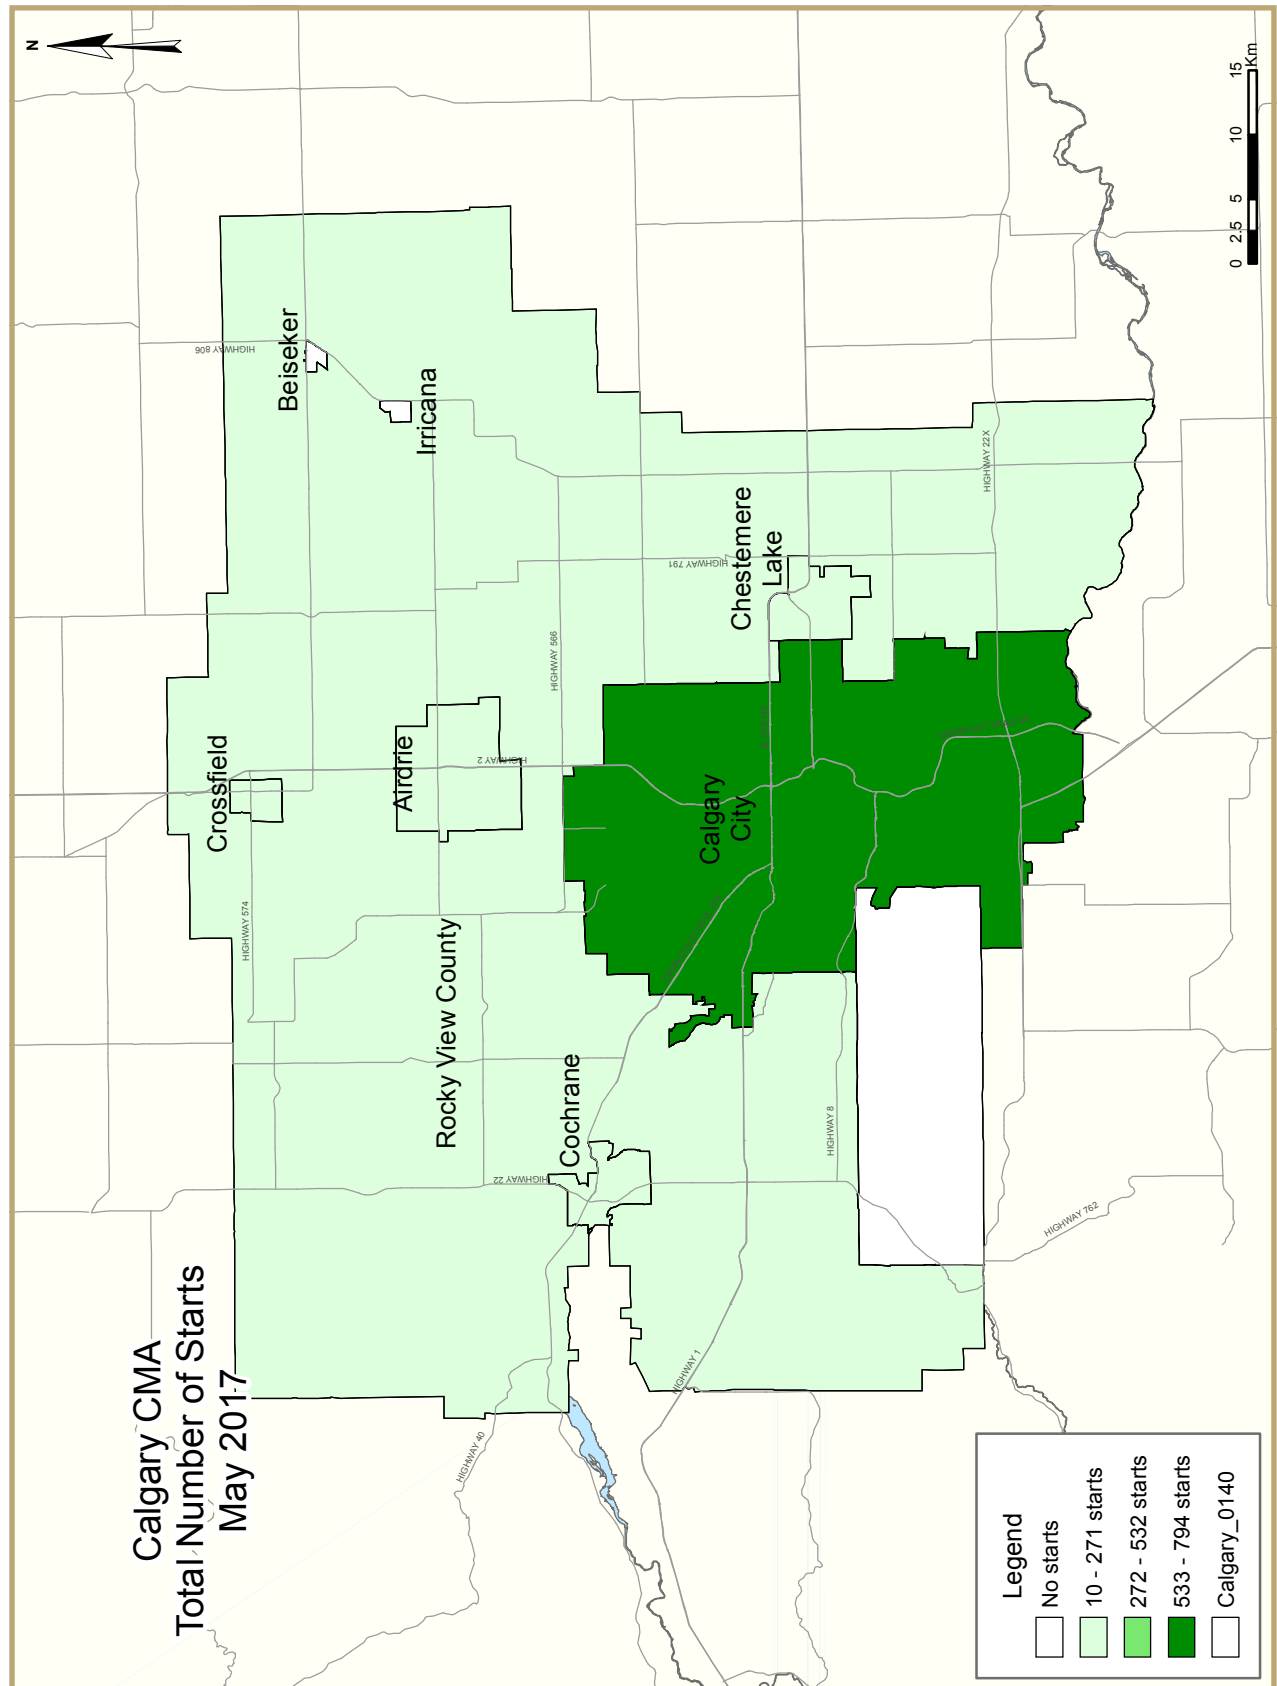 Calgary CMA
Total Number of Starts
May 2017
N
HIGHWAY 806
Beiseker
Irricana
Crossfield
HIGHWAY 574
Airdrie
HIGHWAY 2
HIGHWAY 566
Rocky View County
HIGHWAY 791
Chestemere
Lake
HIGHWAY 22X
Calgary
City
Cochrane
HIGHWAY 22
HIGHWAY 8
HIGHWAY 762
HIGHWAY 1
HIGHWAY 40
Legend
No starts
10 - 271 starts
272 - 532 starts
533 - 794 starts
Calgary_0140
0 2.5 5 10 15
Km